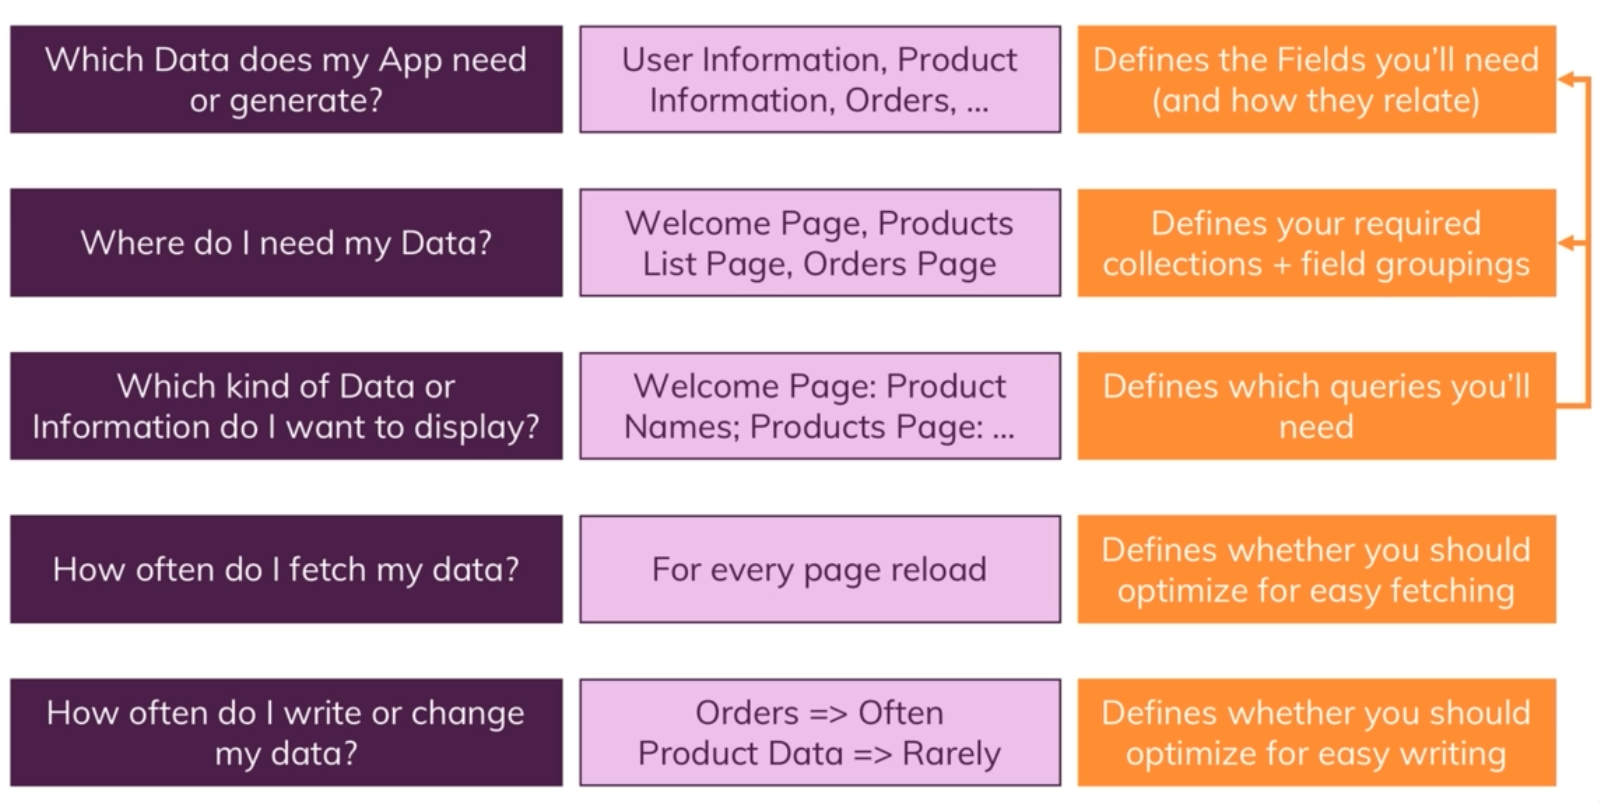 Which Data does my App need
or generate?
User Information, Product
Information, Orders, ...
Defines the Fields you'll need
(and how they relate)
Where do I need my Data?
Welcome Page, Products
List Page, Orders Page
Defines your required
collections + field groupings
Which kind of Data or
Information do I want to display?
Welcome Page: Product
Names; Products Page: ...
Defines which queries you'll
need
How often do I fetch my data?
For every page reload
Defines whether you should
optimize for easy fetching
How often do I write or change
my data?
Orders => Often
Product Data => Rarely
Defines whether you should
optimize for easy writing